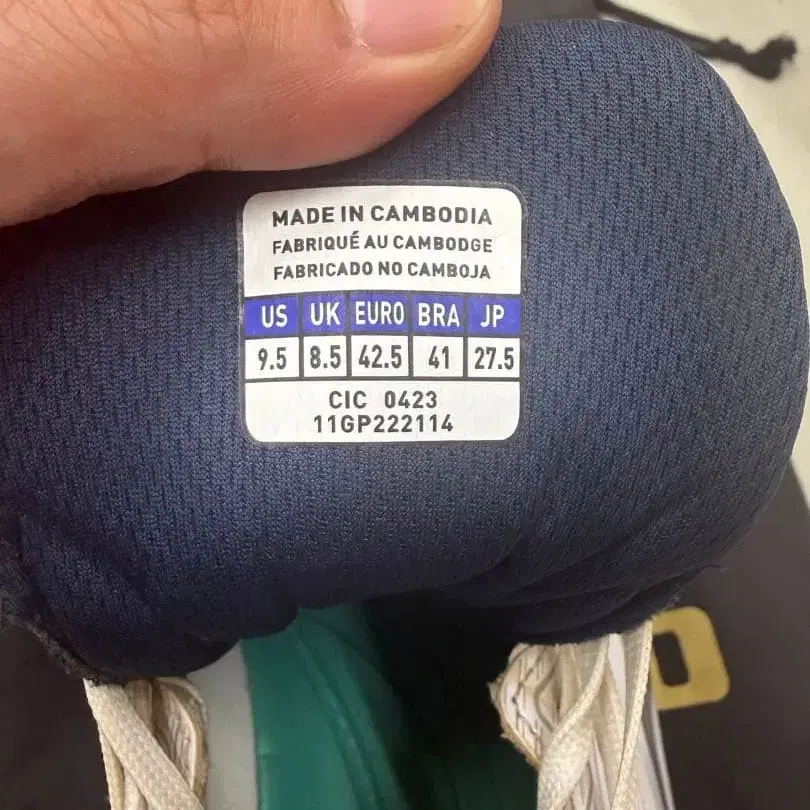 MADE IN CAMBODIA
FABRIQUÉ AU CAMBODGE
FABRICADO NO CAMBOJA
US UK EURO BRA JP
9.5 8.5 42.5 41 27.5
CIC 0423
11GP222114